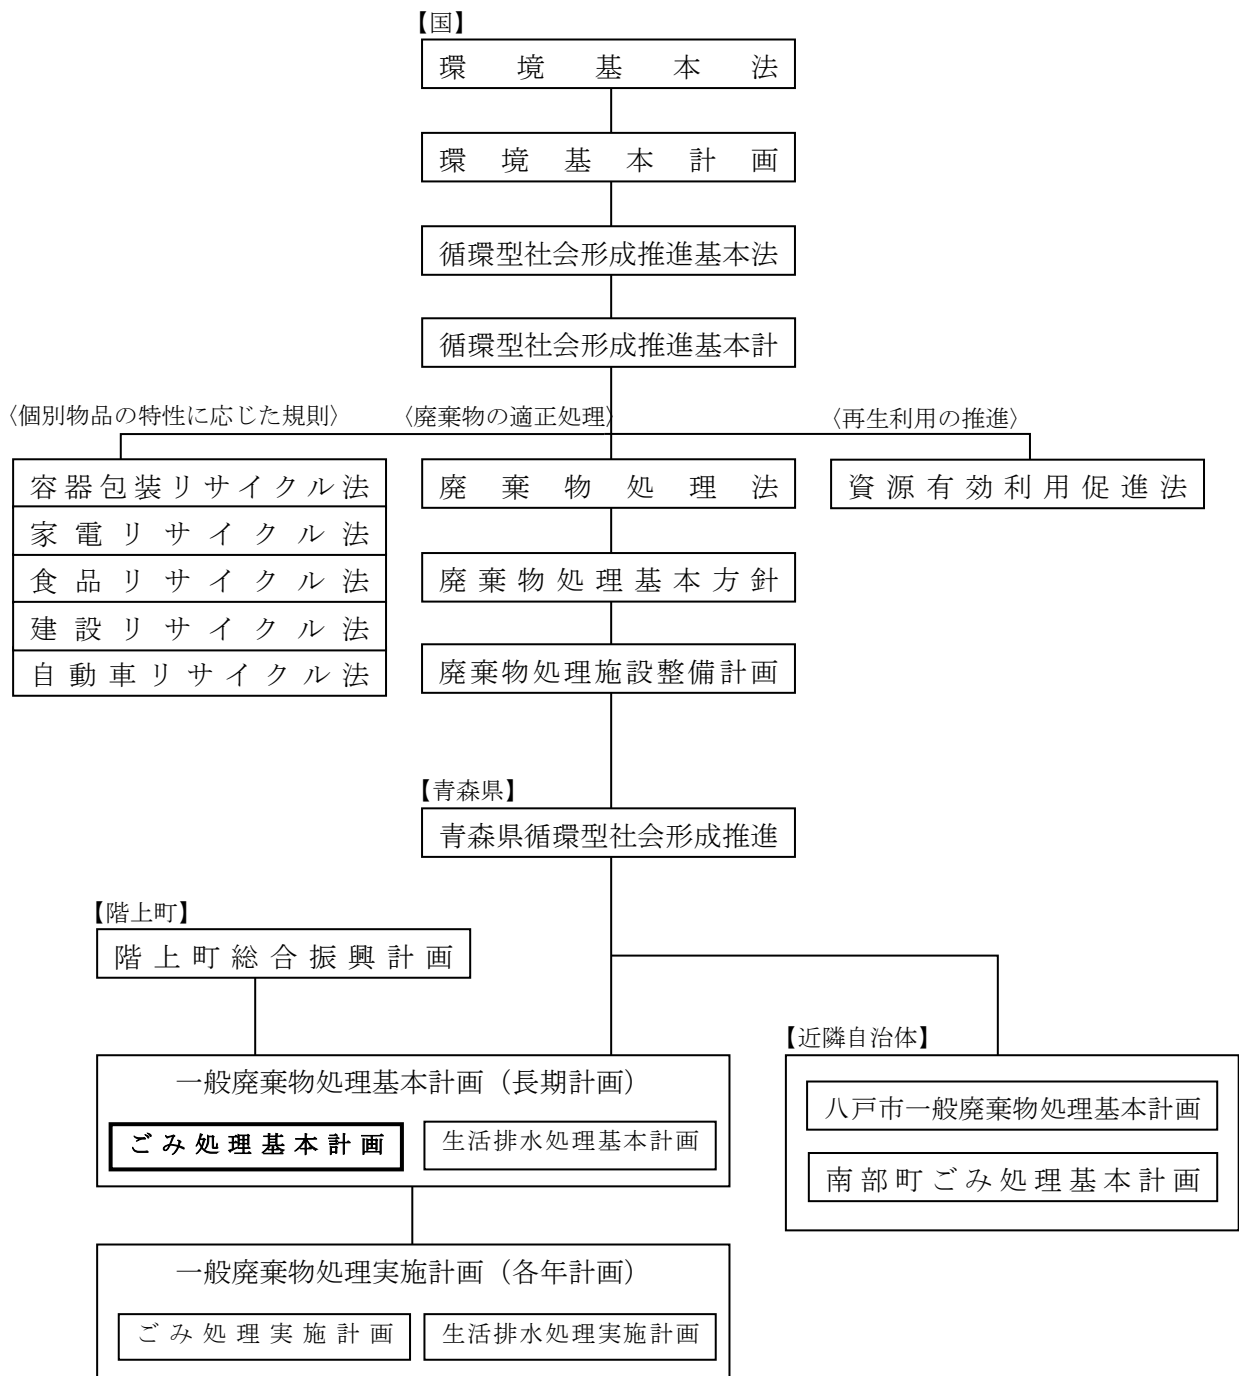 【国】
環境基本法
環境基本計画
循環型社会形成推進基本法
循環型社会形成推進基本計
〈個別物品の特性に応じた規則〉
〈廃棄物の適正処理〉
〈再生利用の推進〉
容器包装リサイクル法
家電リサイクル法
食品リサイクル法
建設リサイクル法
自動車リサイクル法
廃棄物処理法
廃棄物処理基本方針
廃棄物処理施設整備計画
資源有効利用促進法
【青森県】
青森県循環型社会形成推進
【階上町】
階上町総合振興計画
一般廃棄物処理基本計画（長期計画）
ごみ処理基本計画
生活排水処理基本計画
【近隣自治体】
八戸市一般廃棄物処理基本計画
南部町ごみ処理基本計画
一般廃棄物処理実施計画（各年計画）
ごみ処理実施計画
生活排水処理実施計画